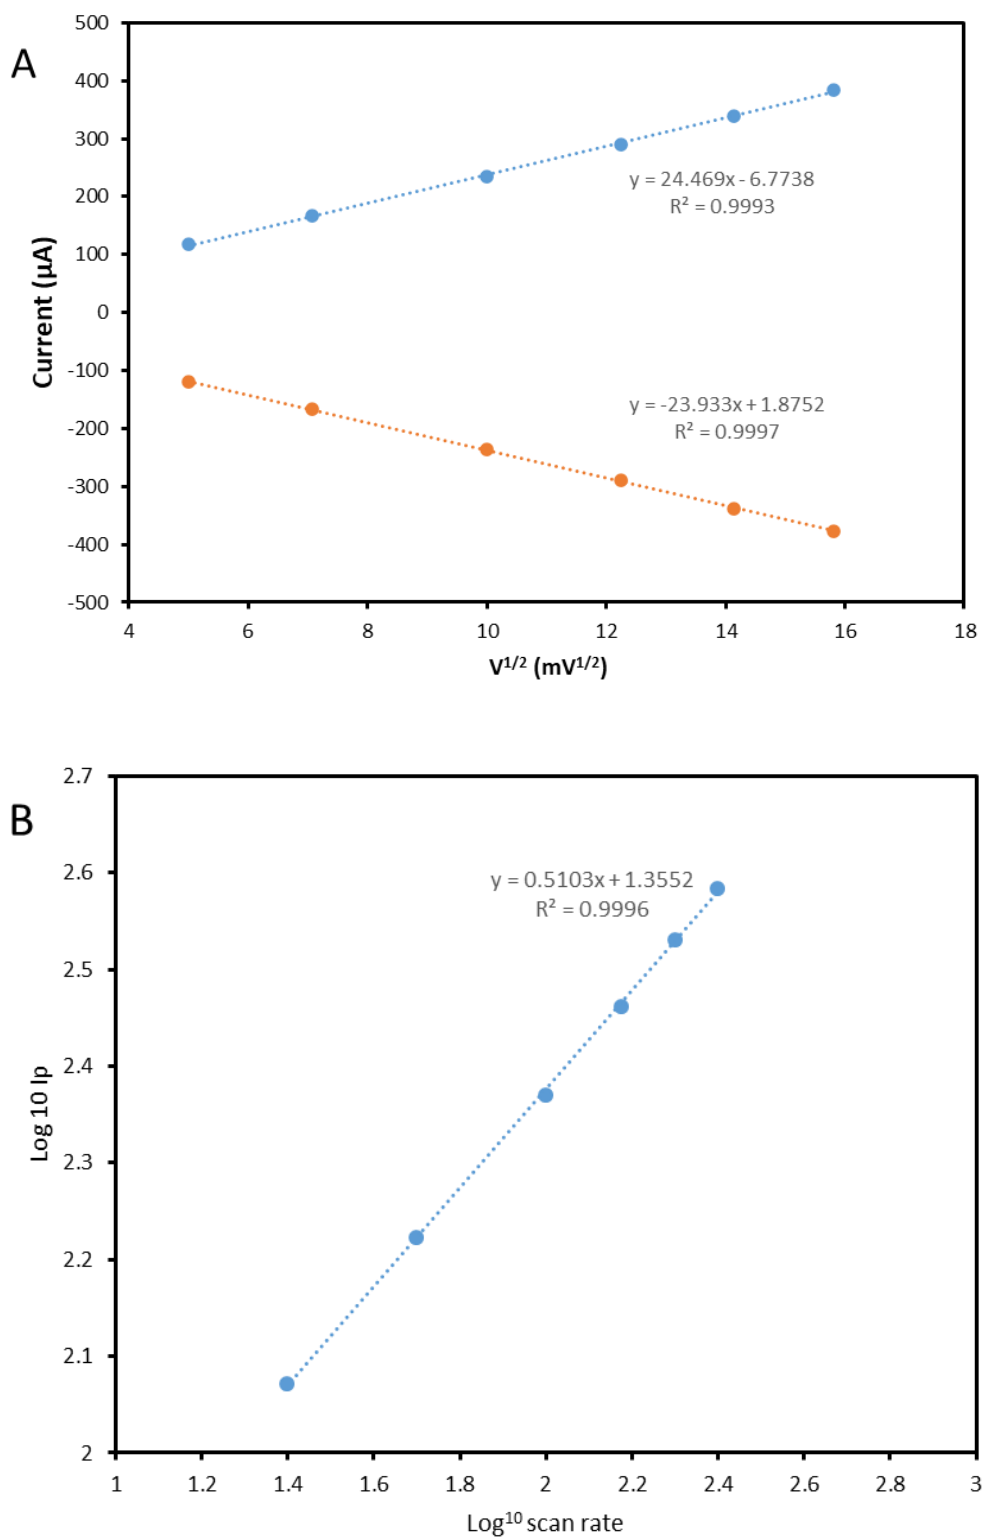 A
500
400
300
200
100
0
-100
-200
-300
-400
-500
Current (µA)
y = 24.469x - 6.7738
R² = 0.9993
y = -23.933x + 1.8752
R² = 0.9997
4 6 8 10 12 14 16 18
V¹ᐟ² (mV¹ᐟ²)
B
2.7
2.6
2.5
2.4
2.3
2.2
2.1
2
Log 10 Ip
y = 0.5103x + 1.3552
R² = 0.9996
1 1.2 1.4 1.6 1.8 2 2.2 2.4 2.6 2.8 3
Log¹⁰ scan rate